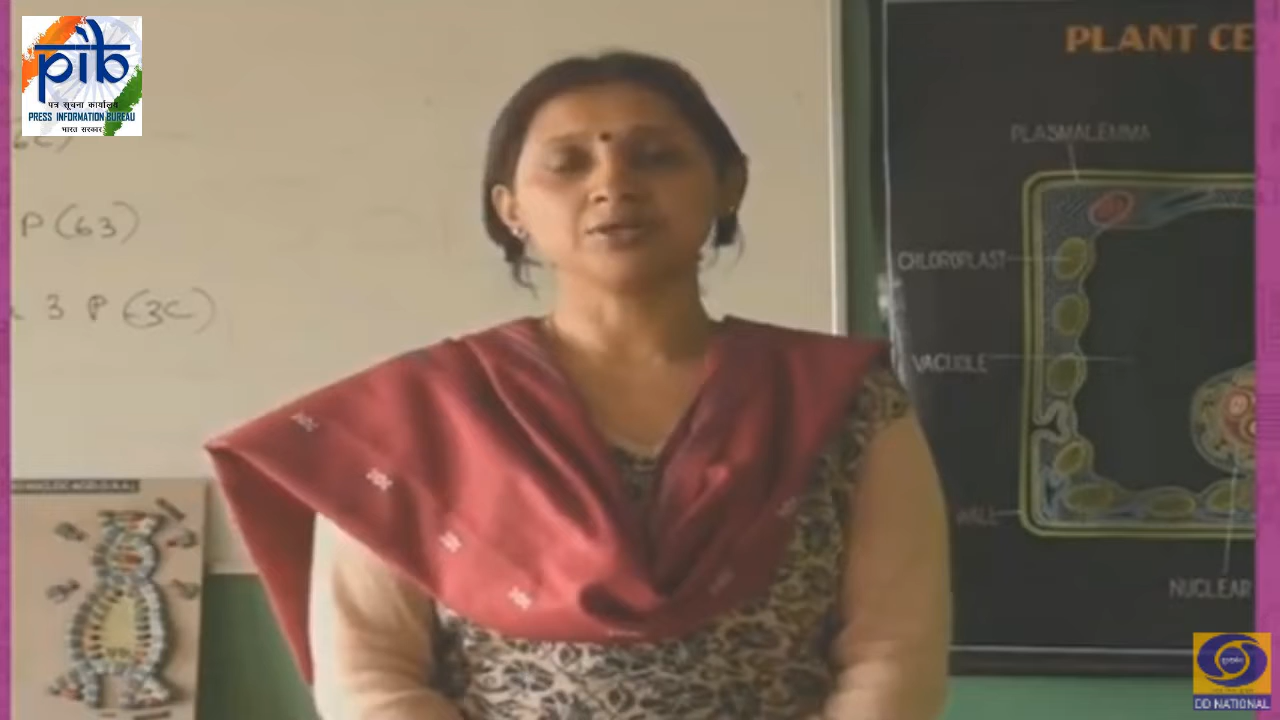 pib
पत्र सूचना कार्यालय
PRESS INFORMATION BUREAU
भारत सरकार
P (63)
3 P (3C)
PLANT CE
PLASMALEMMA
CHLOROPLAST
VACUOLE
WALL
NUCLEAR
DD NATIONAL